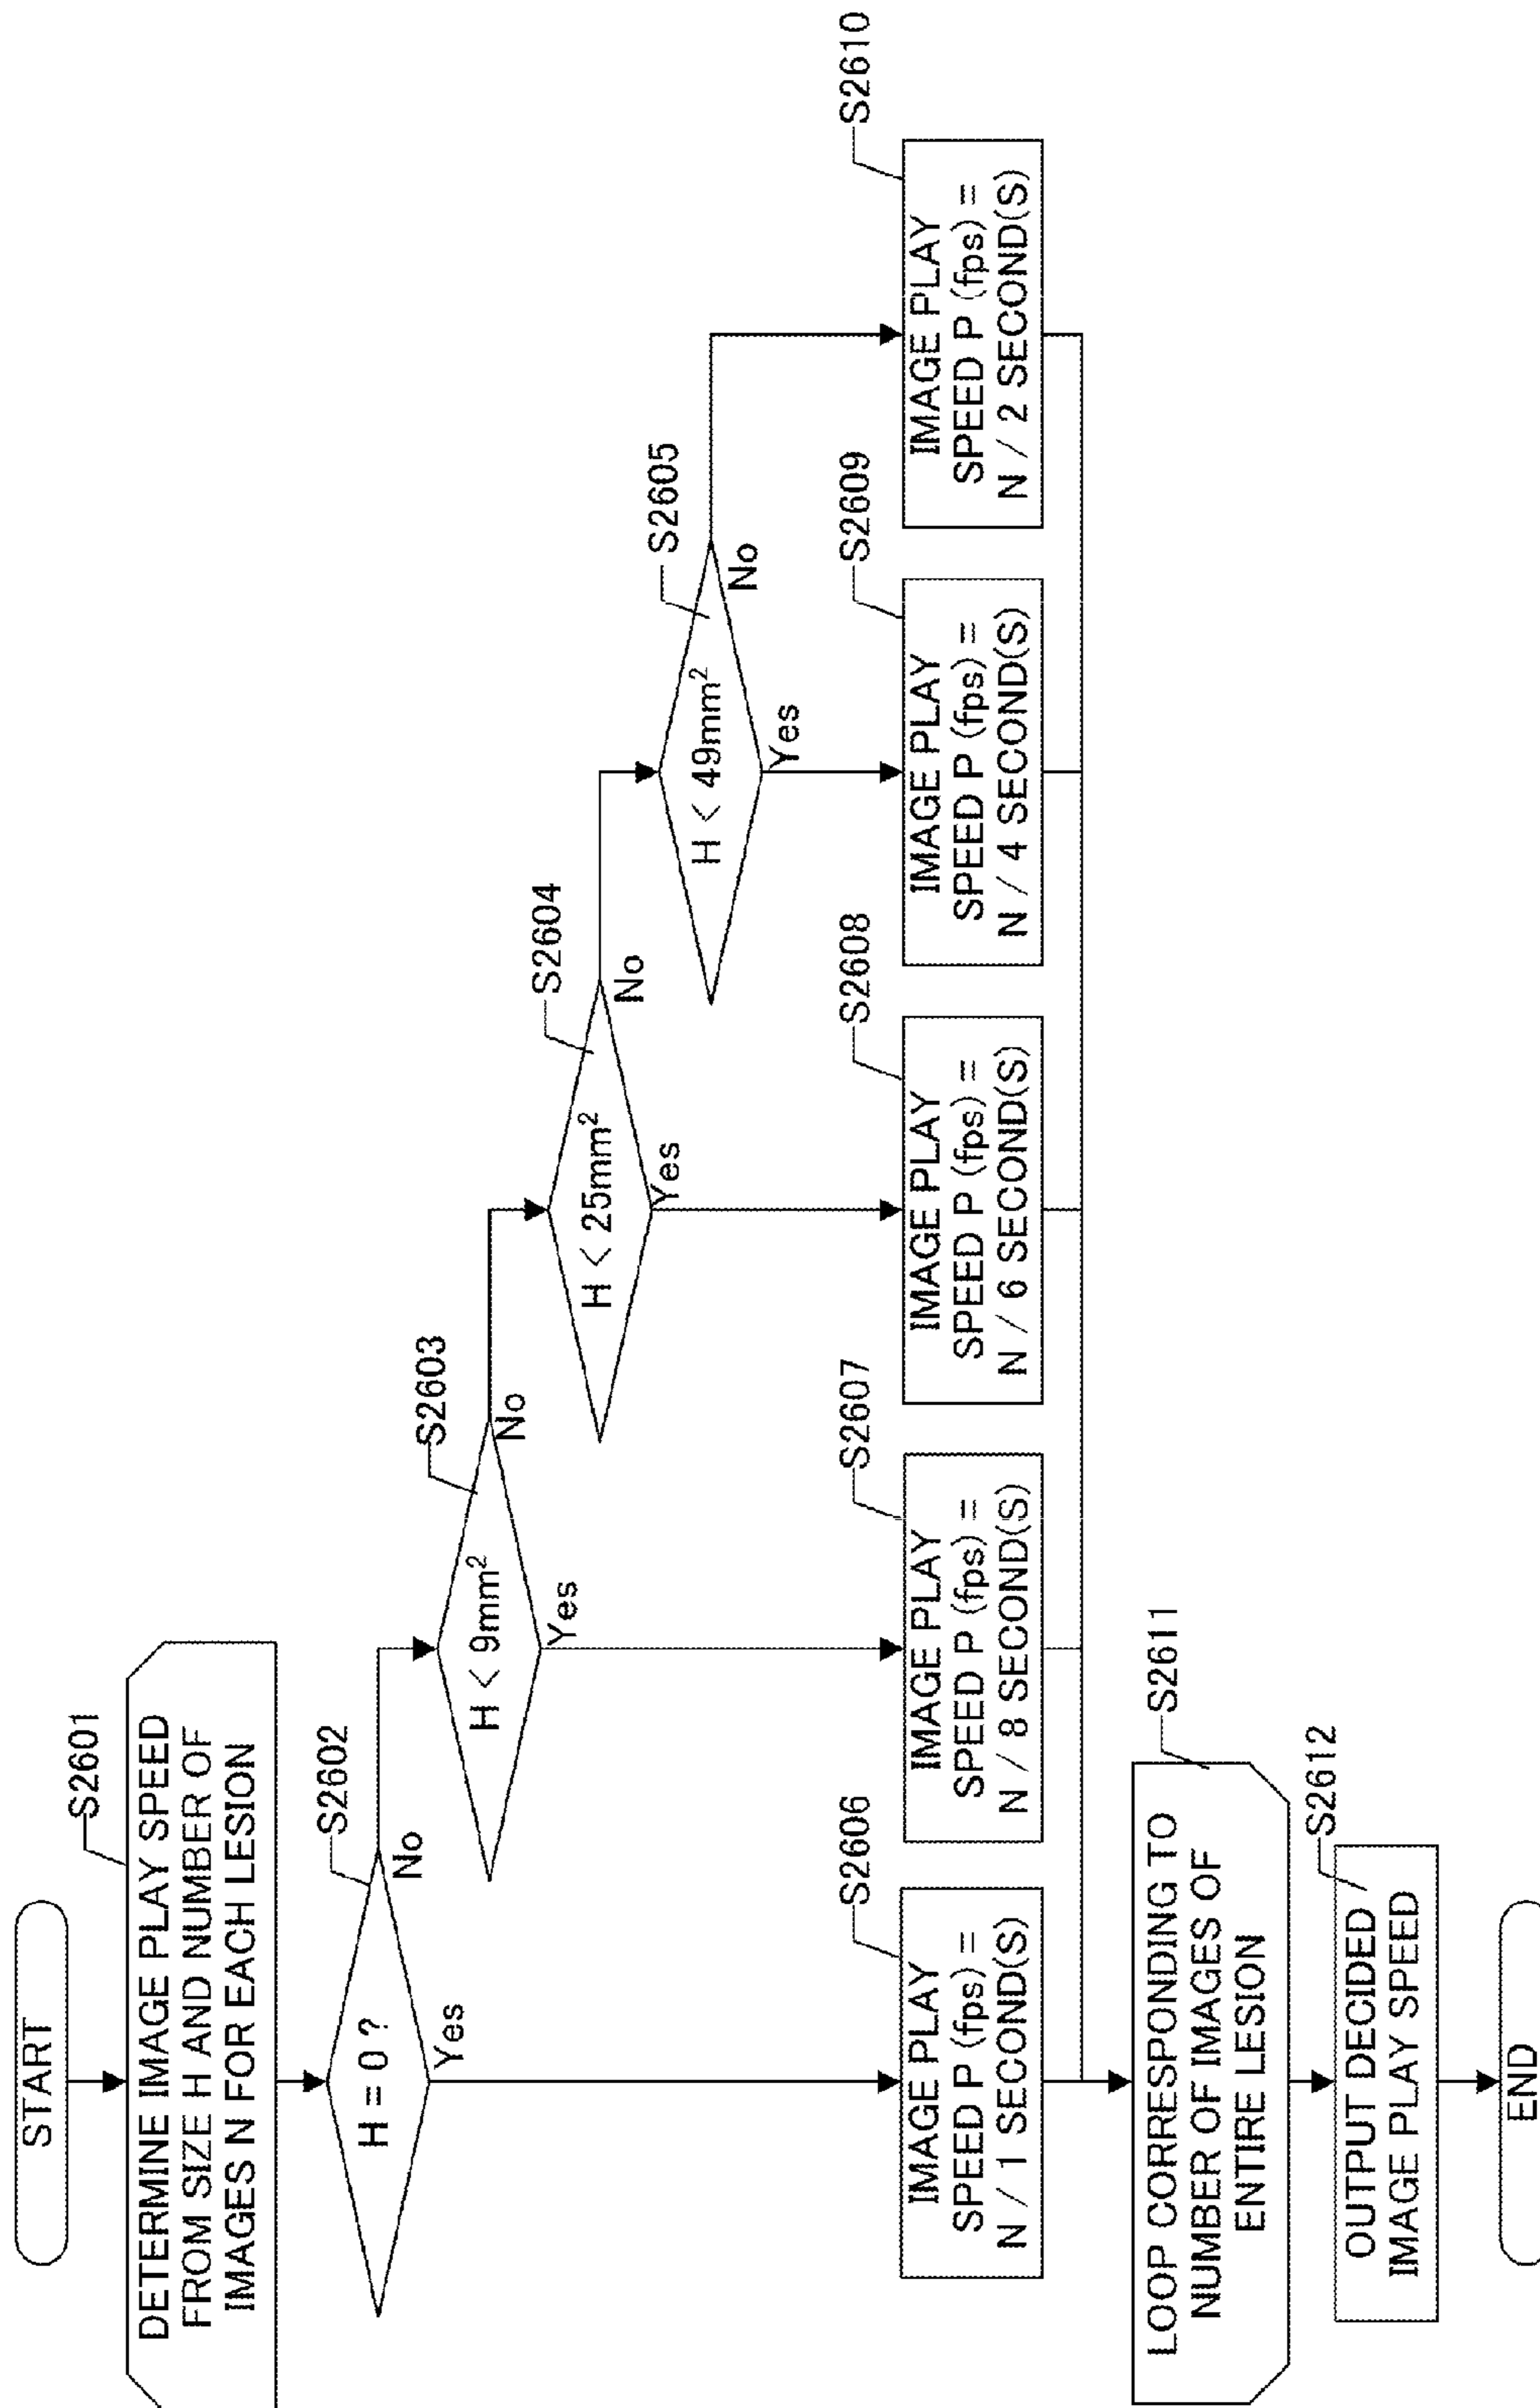 START
S2601
DETERMINE IMAGE PLAY SPEED
FROM SIZE H AND NUMBER OF
IMAGES N FOR EACH LESION
S2602
H = 0 ?
No
Yes
S2603
H < 9mm²
No
Yes
S2604
H < 25mm²
No
Yes
S2605
H < 49mm²
No
Yes
S2606
IMAGE PLAY
SPEED P (fps) =
N / 1 SECOND(S)
S2607
IMAGE PLAY
SPEED P (fps) =
N / 8 SECOND(S)
S2608
IMAGE PLAY
SPEED P (fps) =
N / 6 SECOND(S)
S2609
IMAGE PLAY
SPEED P (fps) =
N / 4 SECOND(S)
S2610
IMAGE PLAY
SPEED P (fps) =
N / 2 SECOND(S)
S2611
LOOP CORRESPONDING TO
NUMBER OF IMAGES OF
ENTIRE LESION
S2612
OUTPUT DECIDED
IMAGE PLAY SPEED
END